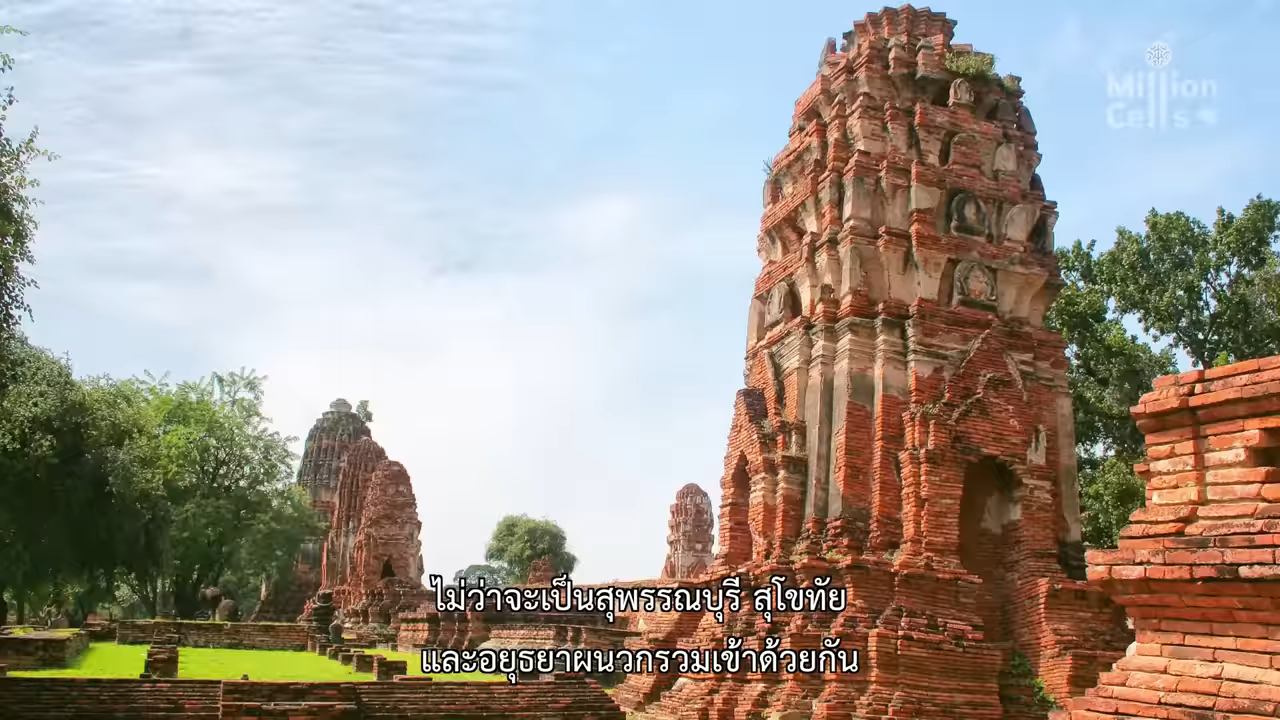 Million
Cells
ไม่ว่าจะเป็นสุพรรณบุรี สุโขทัย
และอยุธยาผนวกรวมเข้าด้วยกัน